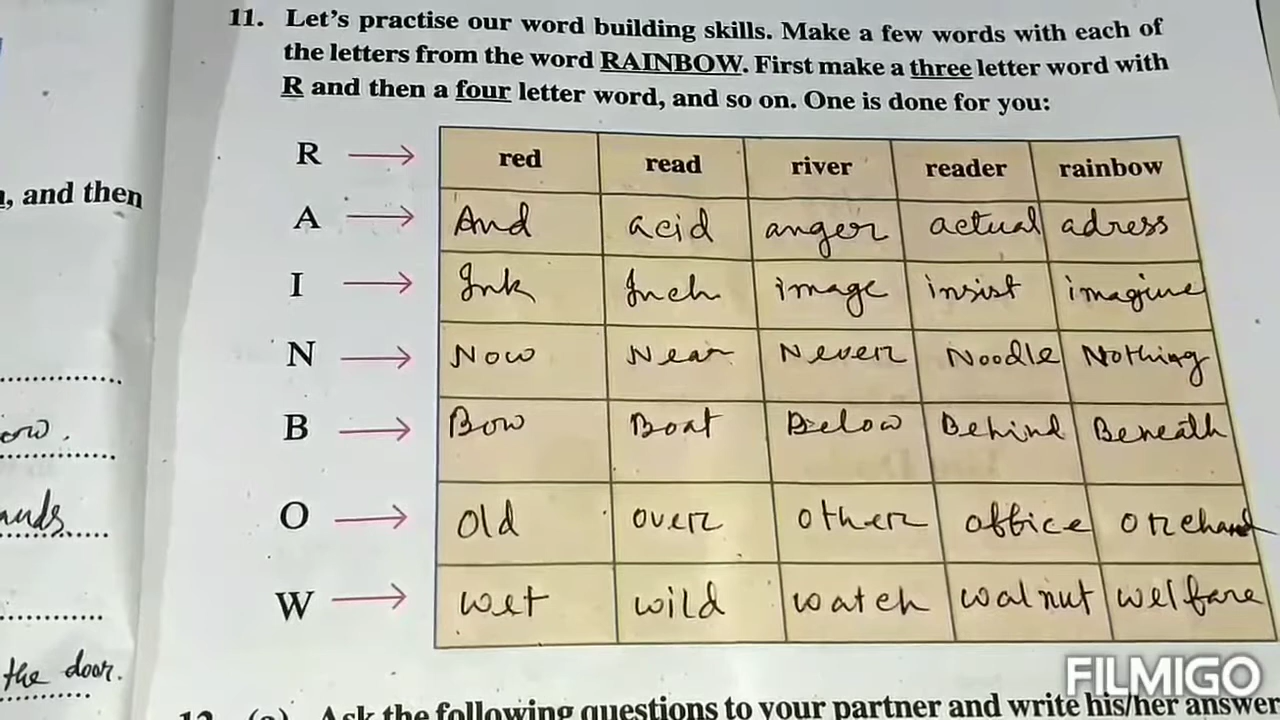 11. Let's practise our word building skills. Make a few words with each of
the letters from the word RAINBOW. First make a three letter word with
R and then a four letter word, and so on. One is done for you:
R → red read river reader rainbow
A → And acid anger actual adress
I → Ink Inch image insist imagine
N → Now Near Never Noodle Nothing
B → Bow Boat Below Behind Beneath
O → Old over other office orchard
W → wet wild watch walnut welfare
, and then
the door.
(a) Ask the following questions to your partner and write his/her answer
FILMIGO